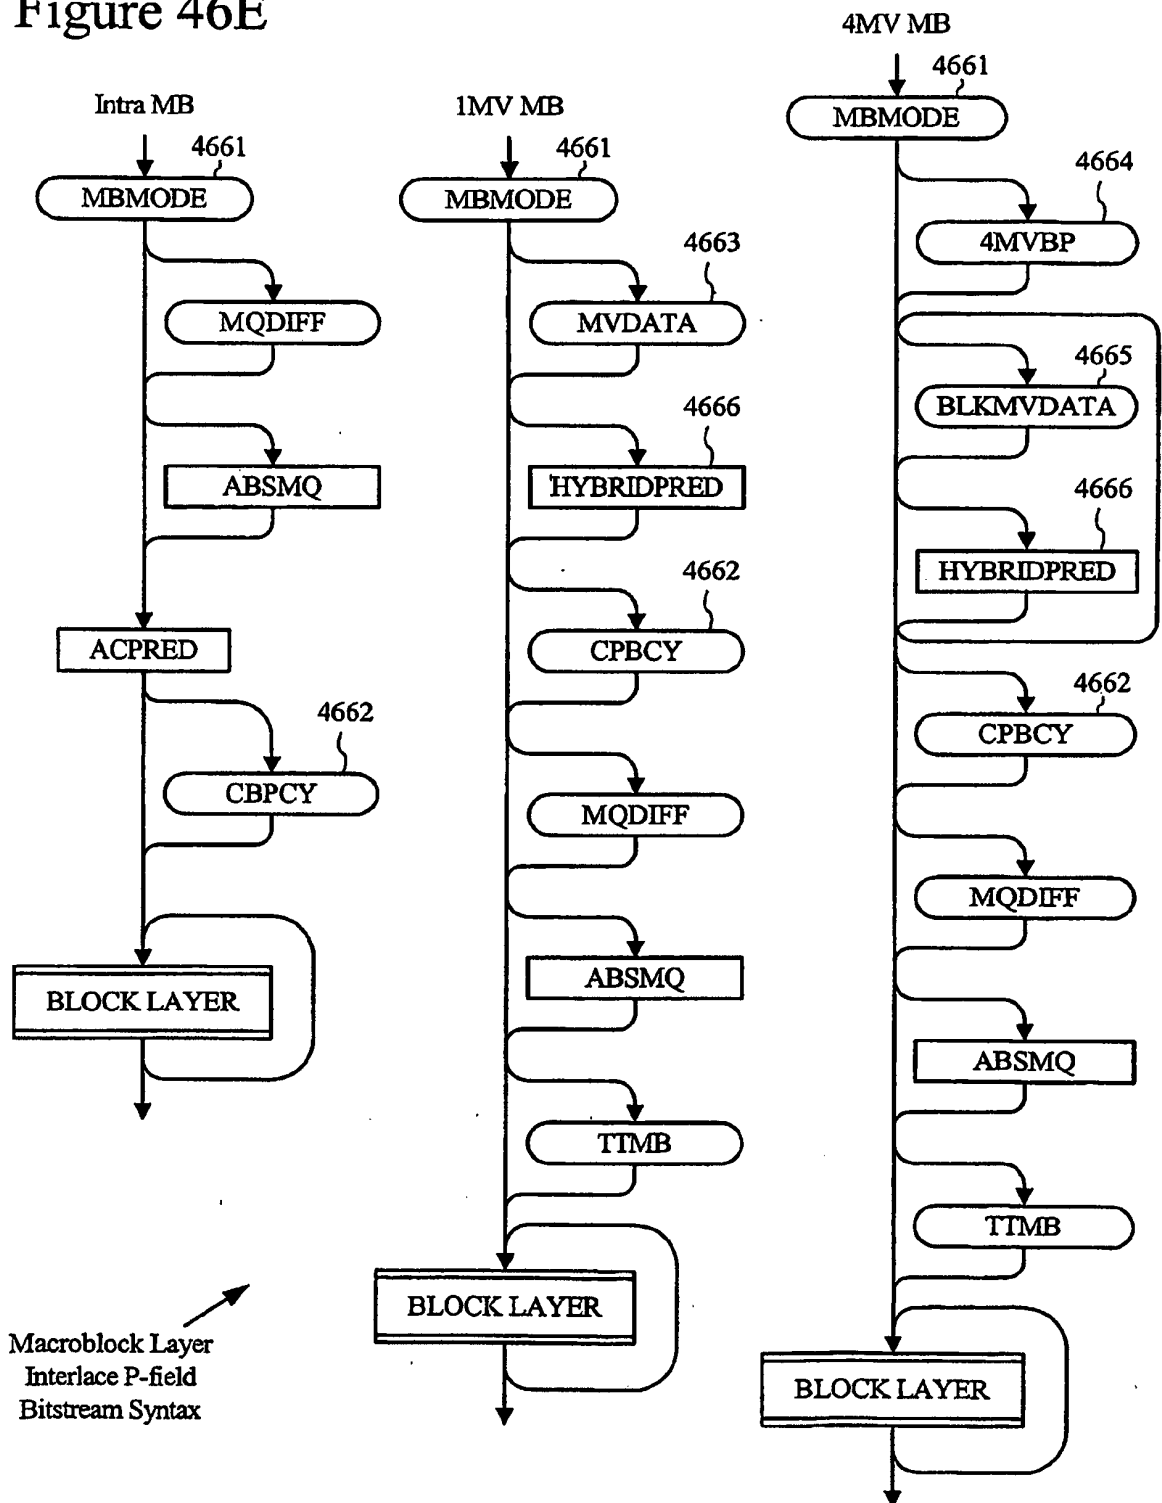 Figure 46E
Intra MB
4661
MBMODE
MQDIFF
ABSMQ
ACPRED
4662
CBPCY
BLOCK LAYER
1MV MB
4661
MBMODE
4663
MVDATA
4666
HYBRIDPRED
4662
CPBCY
MQDIFF
ABSMQ
TTMB
BLOCK LAYER
4MV MB
4661
MBMODE
4664
4MVBP
4665
BLKMVDATA
4666
HYBRIDPRED
4662
CPBCY
MQDIFF
ABSMQ
TTMB
BLOCK LAYER
Macroblock Layer
Interlace P-field
Bitstream Syntax